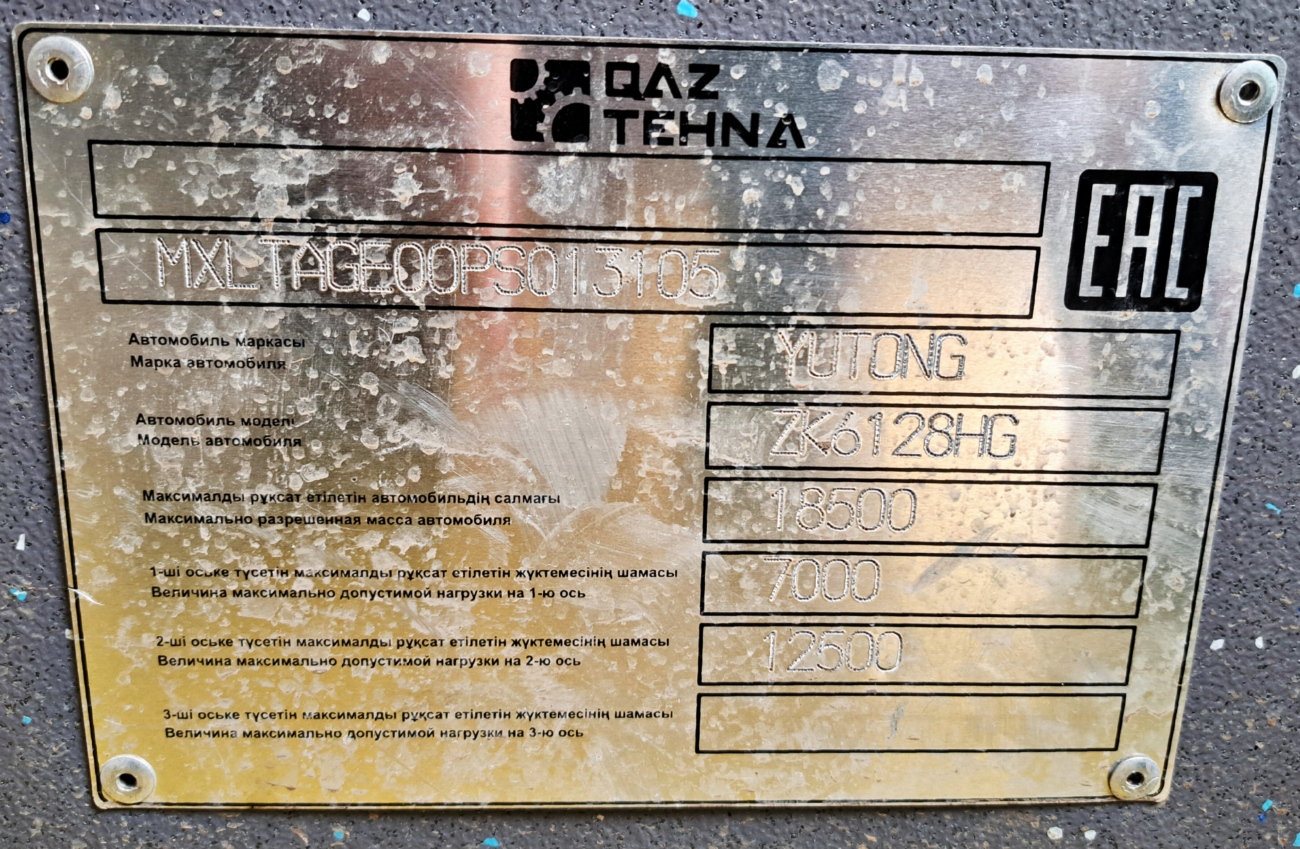 QAZ
TEHNA
EAC
MXLTAGE00PS013105
Автомобиль маркасы
Марка автомобиля
YUTONG
Автомобиль моделі
Модель автомобиля
ZK6128HG
Максималды рұқсат етілетін автомобильдің салмағы
Максимально разрешенная масса автомобиля
18500
1-ші оське түсетін максималды рұқсат етілетін жүктемесінің шамасы
Величина максимально допустимой нагрузки на 1-ю ось
7000
2-ші оське түсетін максималды рұқсат етілетін жүктемесінің шамасы
Величина максимально допустимой нагрузки на 2-ю ось
12500
3-ші оське түсетін максималды рұқсат етілетін жүктемесінің шамасы
Величина максимально допустимой нагрузки на 3-ю ось